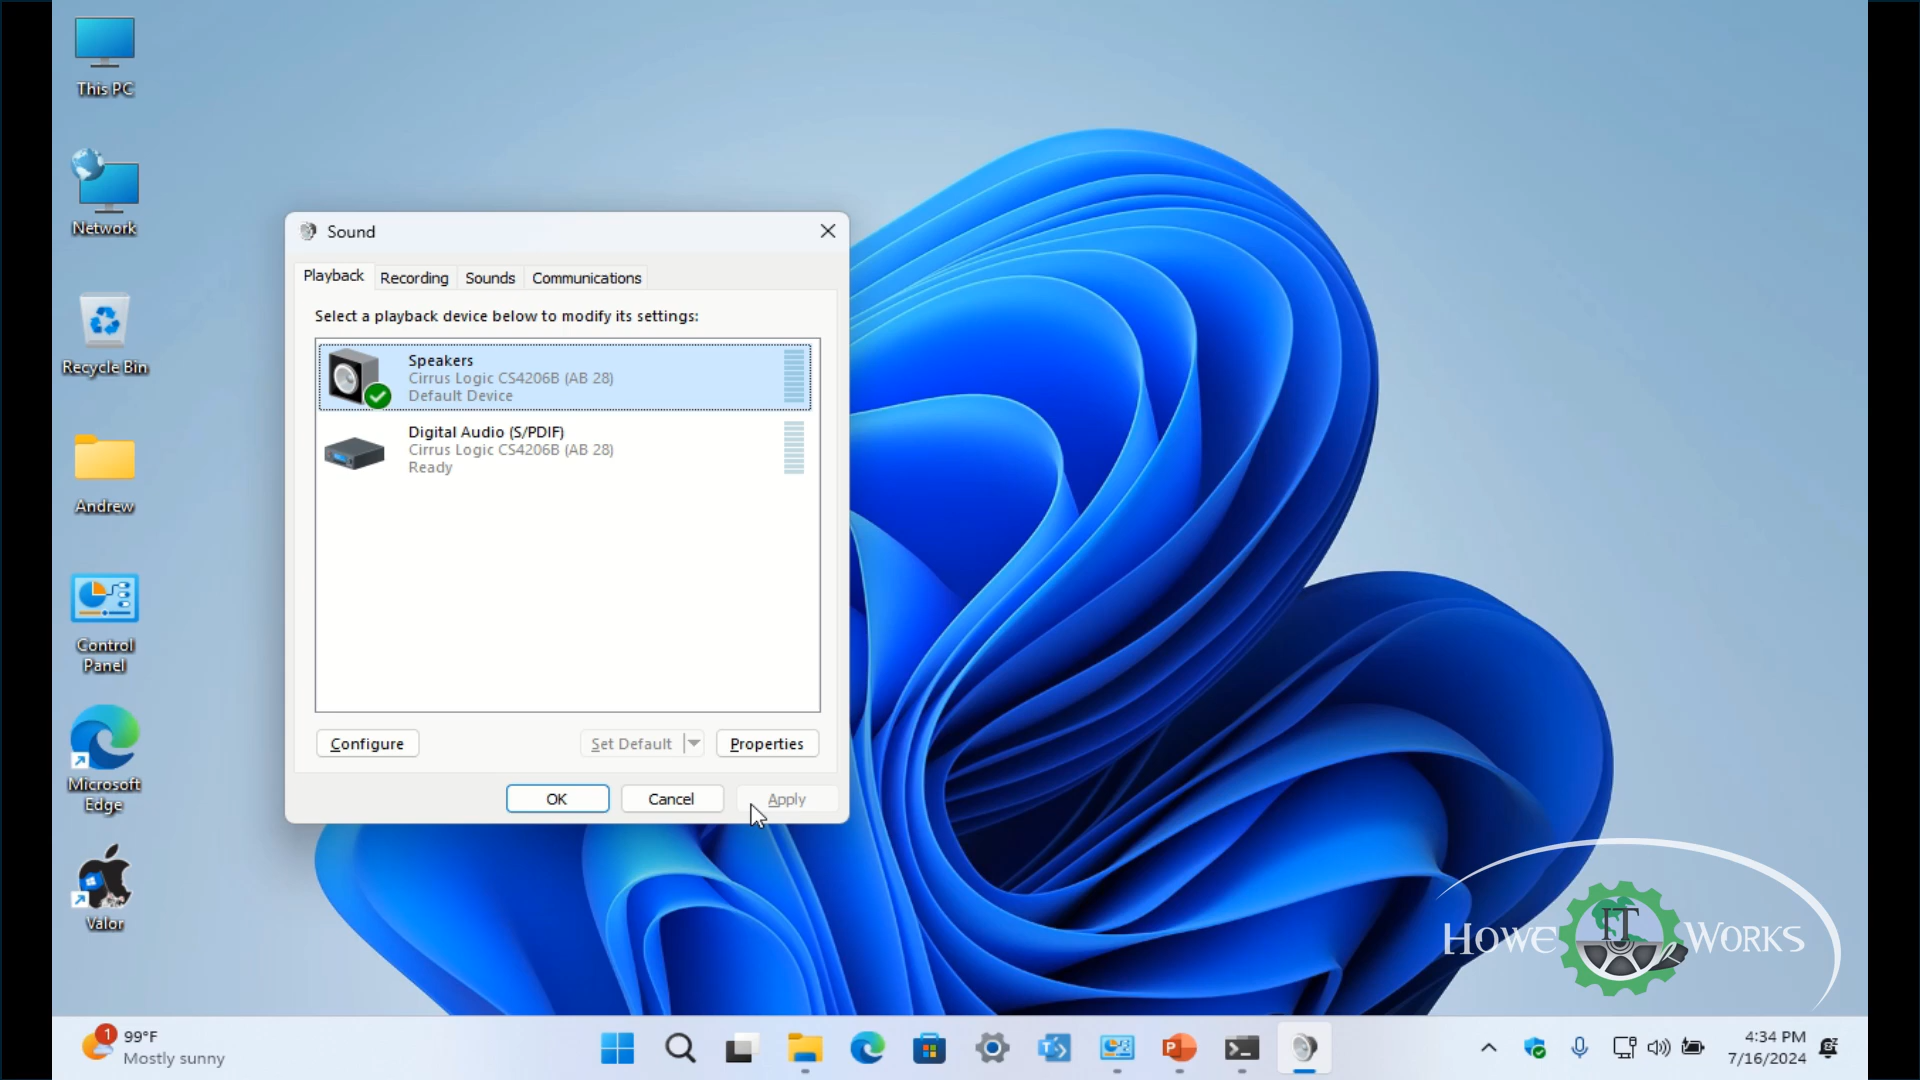 This PC
Network
Recycle Bin
Andrew
Control
Panel
Microsoft
Edge
Valor
Sound
Playback
Recording
Sounds
Communications
Select a playback device below to modify its settings:
Speakers
Cirrus Logic CS4206B (AB 28)
Default Device
Digital Audio (S/PDIF)
Cirrus Logic CS4206B (AB 28)
Ready
Configure
Set Default
Properties
OK
Cancel
Apply
HOWE IT WORKS
1
99°F
Mostly sunny
4:34 PM
7/16/2024